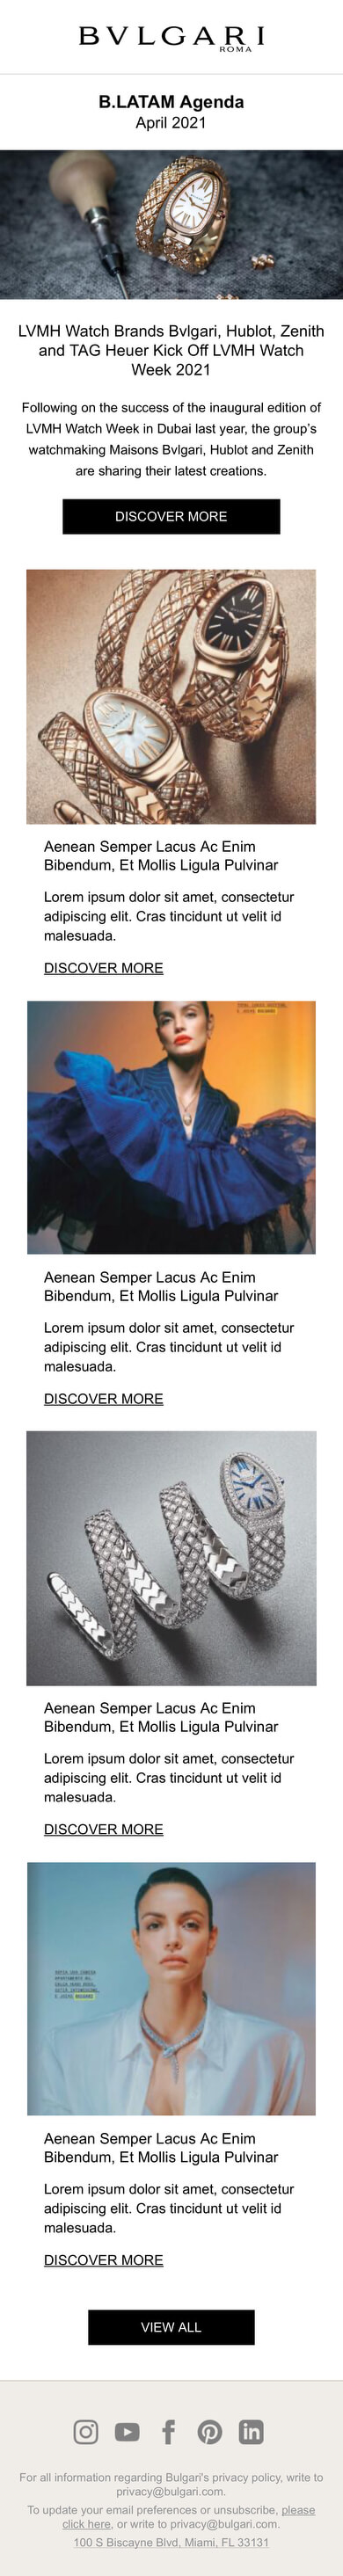 BVLGARI
ROMA
B.LATAM Agenda
April 2021
LVMH Watch Brands Bvlgari, Hublot, Zenith
and TAG Heuer Kick Off LVMH Watch
Week 2021
Following on the success of the inaugural edition of
LVMH Watch Week in Dubai last year, the group's
watchmaking Maisons Bvlgari, Hublot and Zenith
are sharing their latest creations.
DISCOVER MORE
Aenean Semper Lacus Ac Enim
Bibendum, Et Mollis Ligula Pulvinar
Lorem ipsum dolor sit amet, consectetur
adipiscing elit. Cras tincidunt ut velit id
malesuada.
DISCOVER MORE
Aenean Semper Lacus Ac Enim
Bibendum, Et Mollis Ligula Pulvinar
Lorem ipsum dolor sit amet, consectetur
adipiscing elit. Cras tincidunt ut velit id
malesuada.
DISCOVER MORE
Aenean Semper Lacus Ac Enim
Bibendum, Et Mollis Ligula Pulvinar
Lorem ipsum dolor sit amet, consectetur
adipiscing elit. Cras tincidunt ut velit id
malesuada.
DISCOVER MORE
Aenean Semper Lacus Ac Enim
Bibendum, Et Mollis Ligula Pulvinar
Lorem ipsum dolor sit amet, consectetur
adipiscing elit. Cras tincidunt ut velit id
malesuada.
DISCOVER MORE
VIEW ALL
For all information regarding Bulgari's privacy policy, write to
privacy@bulgari.com.
To update your email preferences or unsubscribe, please
click here, or write to privacy@bulgari.com.
100 S Biscayne Blvd, Miami, FL 33131